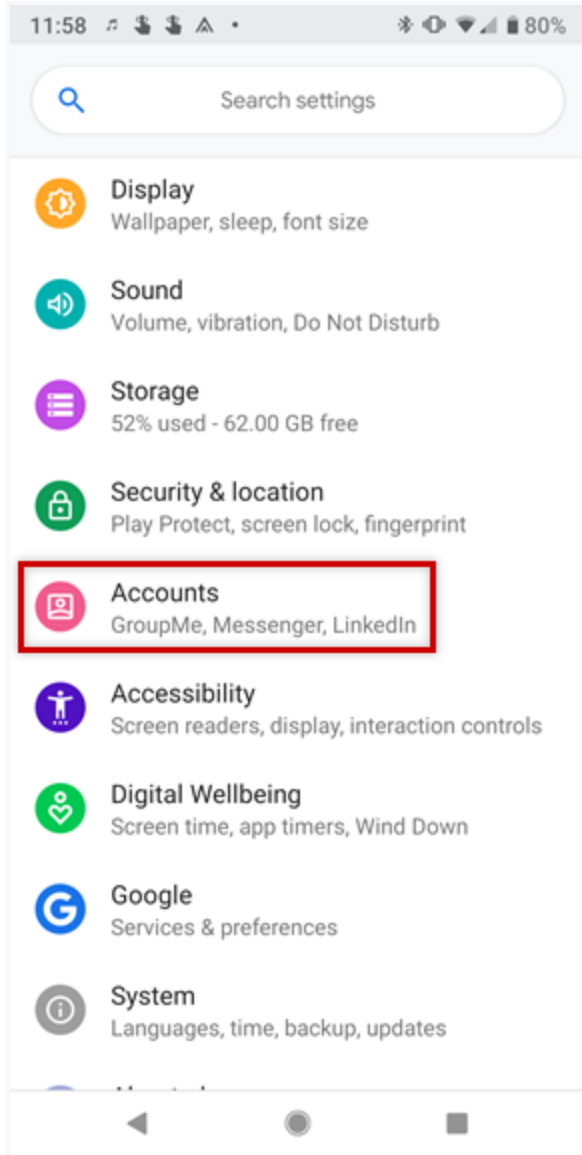 11:58
80%
Search settings
Display
Wallpaper, sleep, font size
Sound
Volume, vibration, Do Not Disturb
Storage
52% used - 62.00 GB free
Security & location
Play Protect, screen lock, fingerprint
Accounts
GroupMe, Messenger, LinkedIn
Accessibility
Screen readers, display, interaction controls
Digital Wellbeing
Screen time, app timers, Wind Down
Google
Services & preferences
System
Languages, time, backup, updates